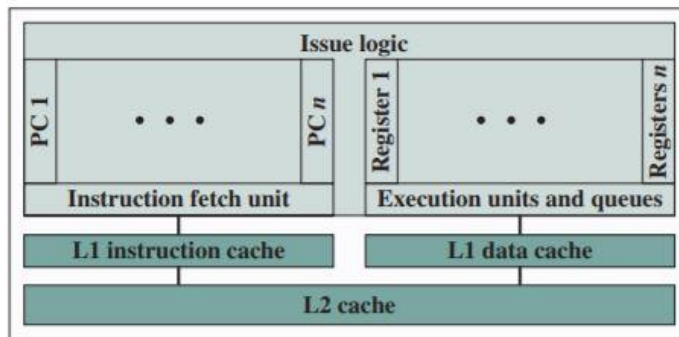 Issue logic
PC 1
• • •
PC n
Register 1
• • •
Registers n
Instruction fetch unit
Execution units and queues
L1 instruction cache
L1 data cache
L2 cache